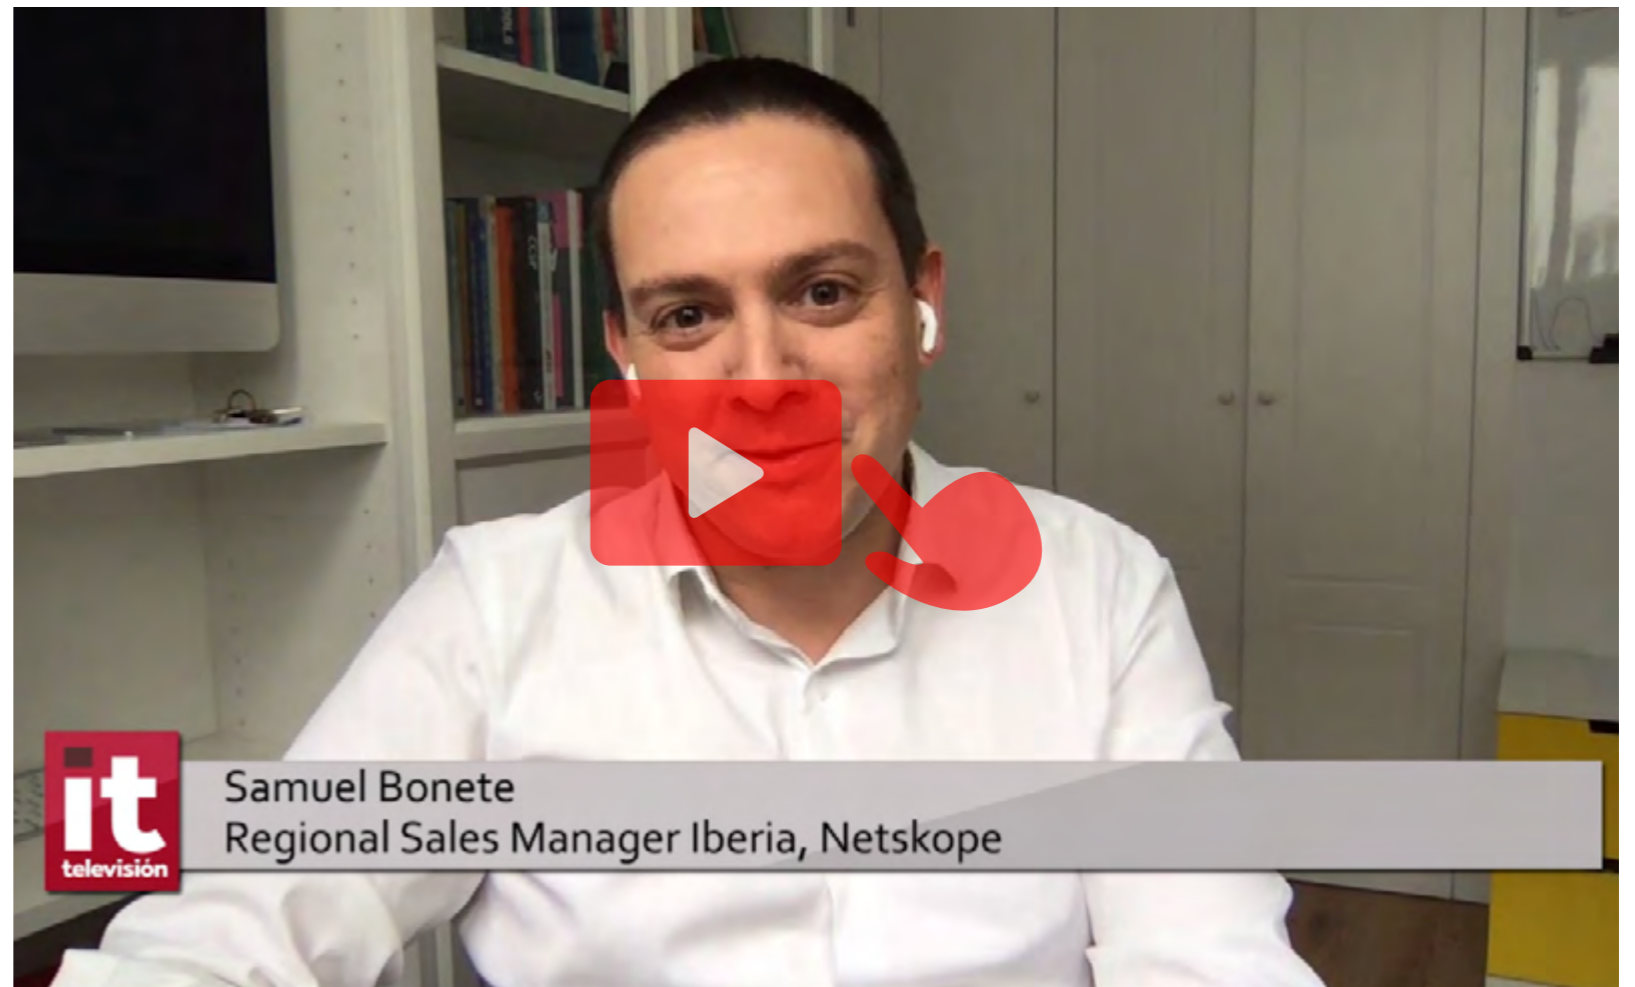 Samuel Bonete
Regional Sales Manager Iberia, Netskope
it
televisión